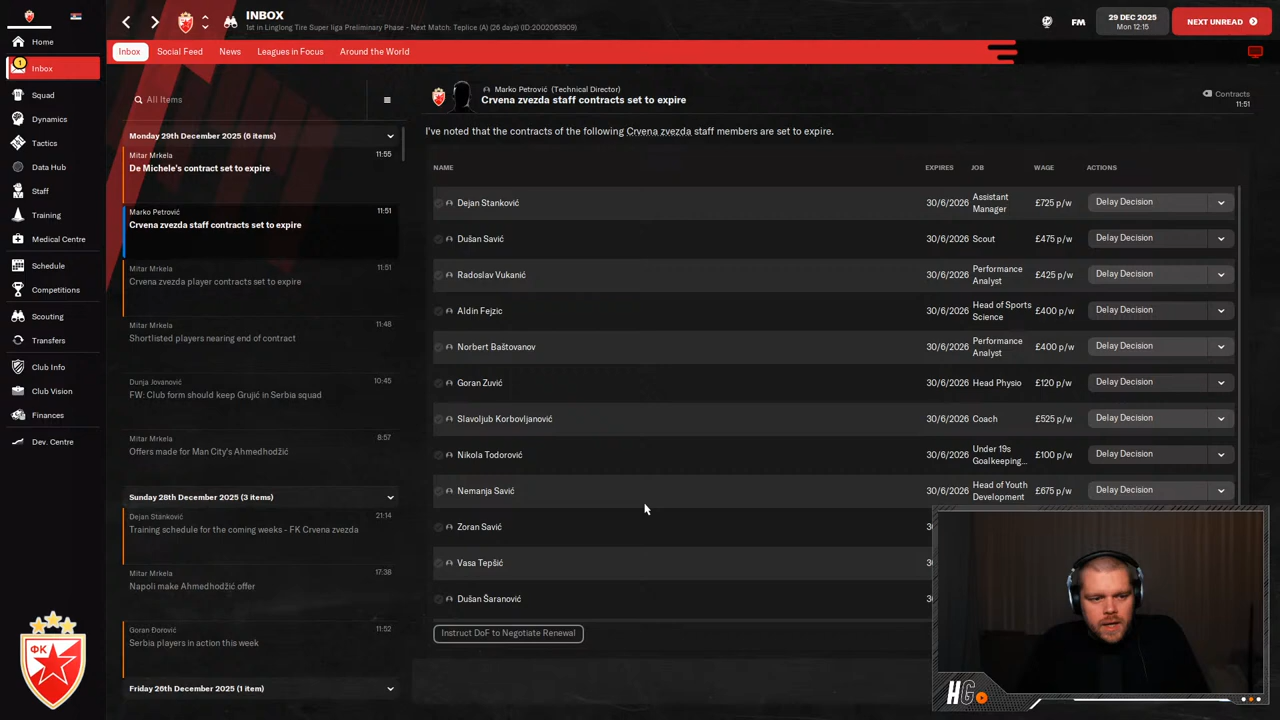 INBOX
1st in Linglong Tire Super liga Preliminary Phase - Next Match: Teplice (A) (26 days) (ID:2002063909)
FM
29 DEC 2025
Mon 12:15
NEXT UNREAD
Home
1
Inbox
Squad
Dynamics
Tactics
Data Hub
Staff
Training
Medical Centre
Schedule
Competitions
Scouting
Transfers
Club Info
Club Vision
Finances
Dev. Centre
ФК
Inbox
Social Feed
News
Leagues in Focus
Around the World
All Items
Monday 29th December 2025 (6 items)
Mitar Mrkela 11:55
De Michele's contract set to expire
Marko Petrović 11:51
Crvena zvezda staff contracts set to expire
Mitar Mrkela 11:51
Crvena zvezda player contracts set to expire
Mitar Mrkela 11:48
Shortlisted players nearing end of contract
Dunja Jovanović 10:45
FW: Club form should keep Grujić in Serbia squad
Mitar Mrkela 8:57
Offers made for Man City's Ahmedhodžić
Sunday 28th December 2025 (3 items)
Dejan Stanković 21:14
Training schedule for the coming weeks - FK Crvena zvezda
Mitar Mrkela 17:38
Napoli make Ahmedhodžić offer
Goran Đorović 11:52
Serbia players in action this week
Friday 26th December 2025 (1 item)
Marko Petrović (Technical Director)
Crvena zvezda staff contracts set to expire
Contracts
11:51
I've noted that the contracts of the following Crvena zvezda staff members are set to expire.
NAME EXPIRES JOB WAGE ACTIONS
Dejan Stanković 30/6/2026 Assistant Manager £725 p/w Delay Decision
Dušan Savić 30/6/2026 Scout £475 p/w Delay Decision
Radoslav Vukanić 30/6/2026 Performance Analyst £425 p/w Delay Decision
Aldin Fejzic 30/6/2026 Head of Sports Science £400 p/w Delay Decision
Norbert Baštovanov 30/6/2026 Performance Analyst £400 p/w Delay Decision
Goran Zuvić 30/6/2026 Head Physio £120 p/w Delay Decision
Slavoljub Korbovljanović 30/6/2026 Coach £525 p/w Delay Decision
Nikola Todorović 30/6/2026 Under 19s Goalkeeping... £100 p/w Delay Decision
Nemanja Savić 30/6/2026 Head of Youth Development £675 p/w Delay Decision
Zoran Savić 30
Vasa Tepšić 30
Dušan Šaranović 30
Instruct DoF to Negotiate Renewal
HG